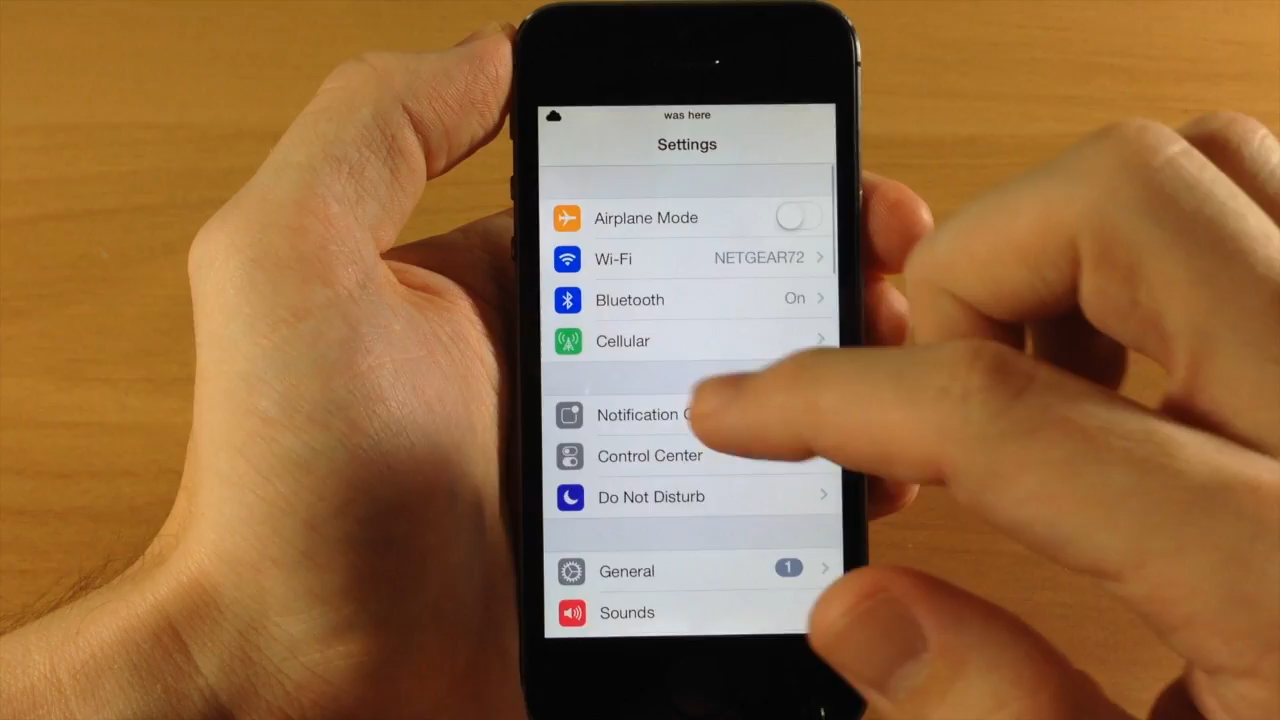 was here
Settings
Airplane Mode
Wi-Fi NETGEAR72
Bluetooth On
Cellular
Notification
Control Center
Do Not Disturb
General 1
Sounds